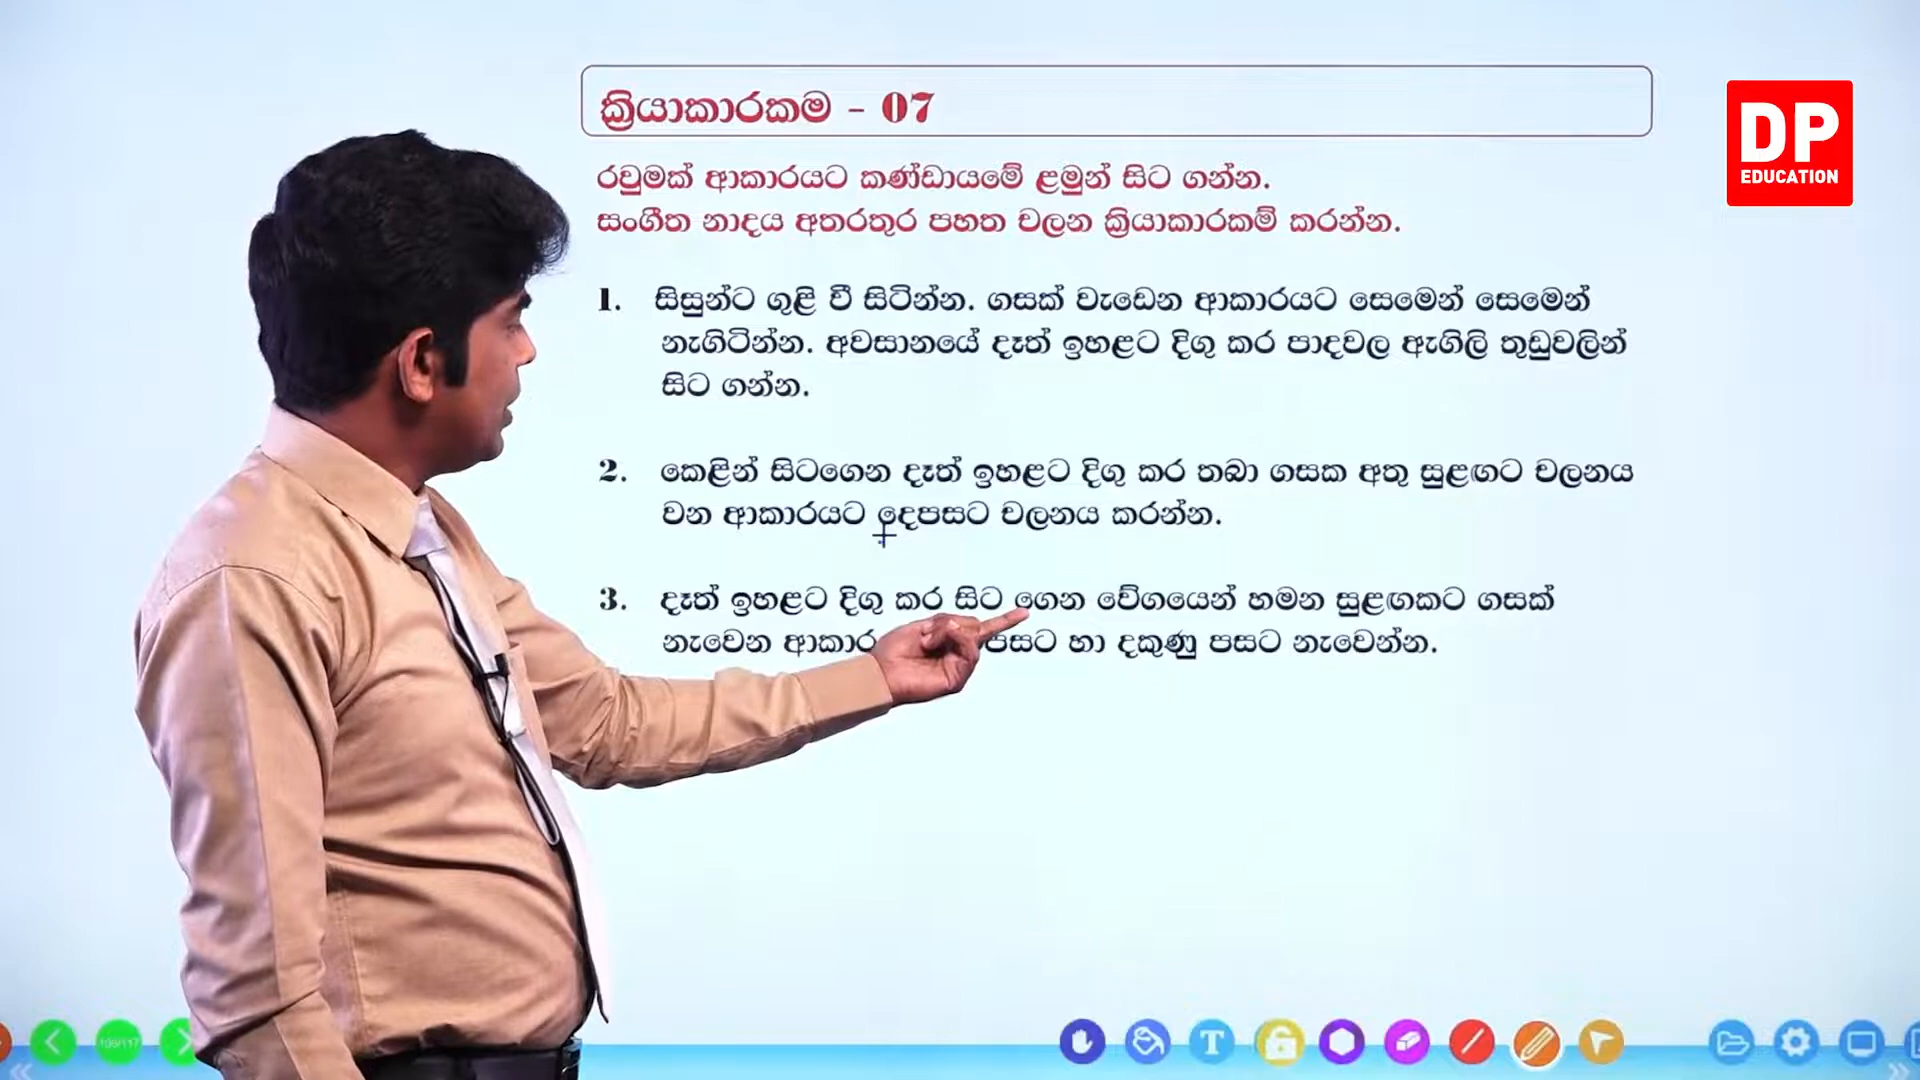 ක්‍රියාකාරකම - 07
DP
EDUCATION
රවුමක් ආකාරයට කණ්ඩායමේ ළමුන් සිට ගන්න.
සංගීත නාදය අතරතුර පහත චලන ක්‍රියාකාරකම් කරන්න.
1. සිසුන්ට ගුළි වී සිටින්න. ගසක් වැඩෙන ආකාරයට සෙමෙන් සෙමෙන්
නැගිටින්න. අවසානයේ දෑත් ඉහළට දිගු කර පාදවල ඇගිලි තුඩුවලින්
සිට ගන්න.
2. කෙළින් සිටගෙන දෑත් ඉහළට දිගු කර තබා ගසක අතු සුළඟට චලනය
වන ආකාරයට දෙපසට චලනය කරන්න.
3. දෑත් ඉහළට දිගු කර සිට ගෙන වේගයෙන් හමන සුළඟකට ගසක්
නැවෙන පසට හා දකුණු පසට නැවෙන්න.